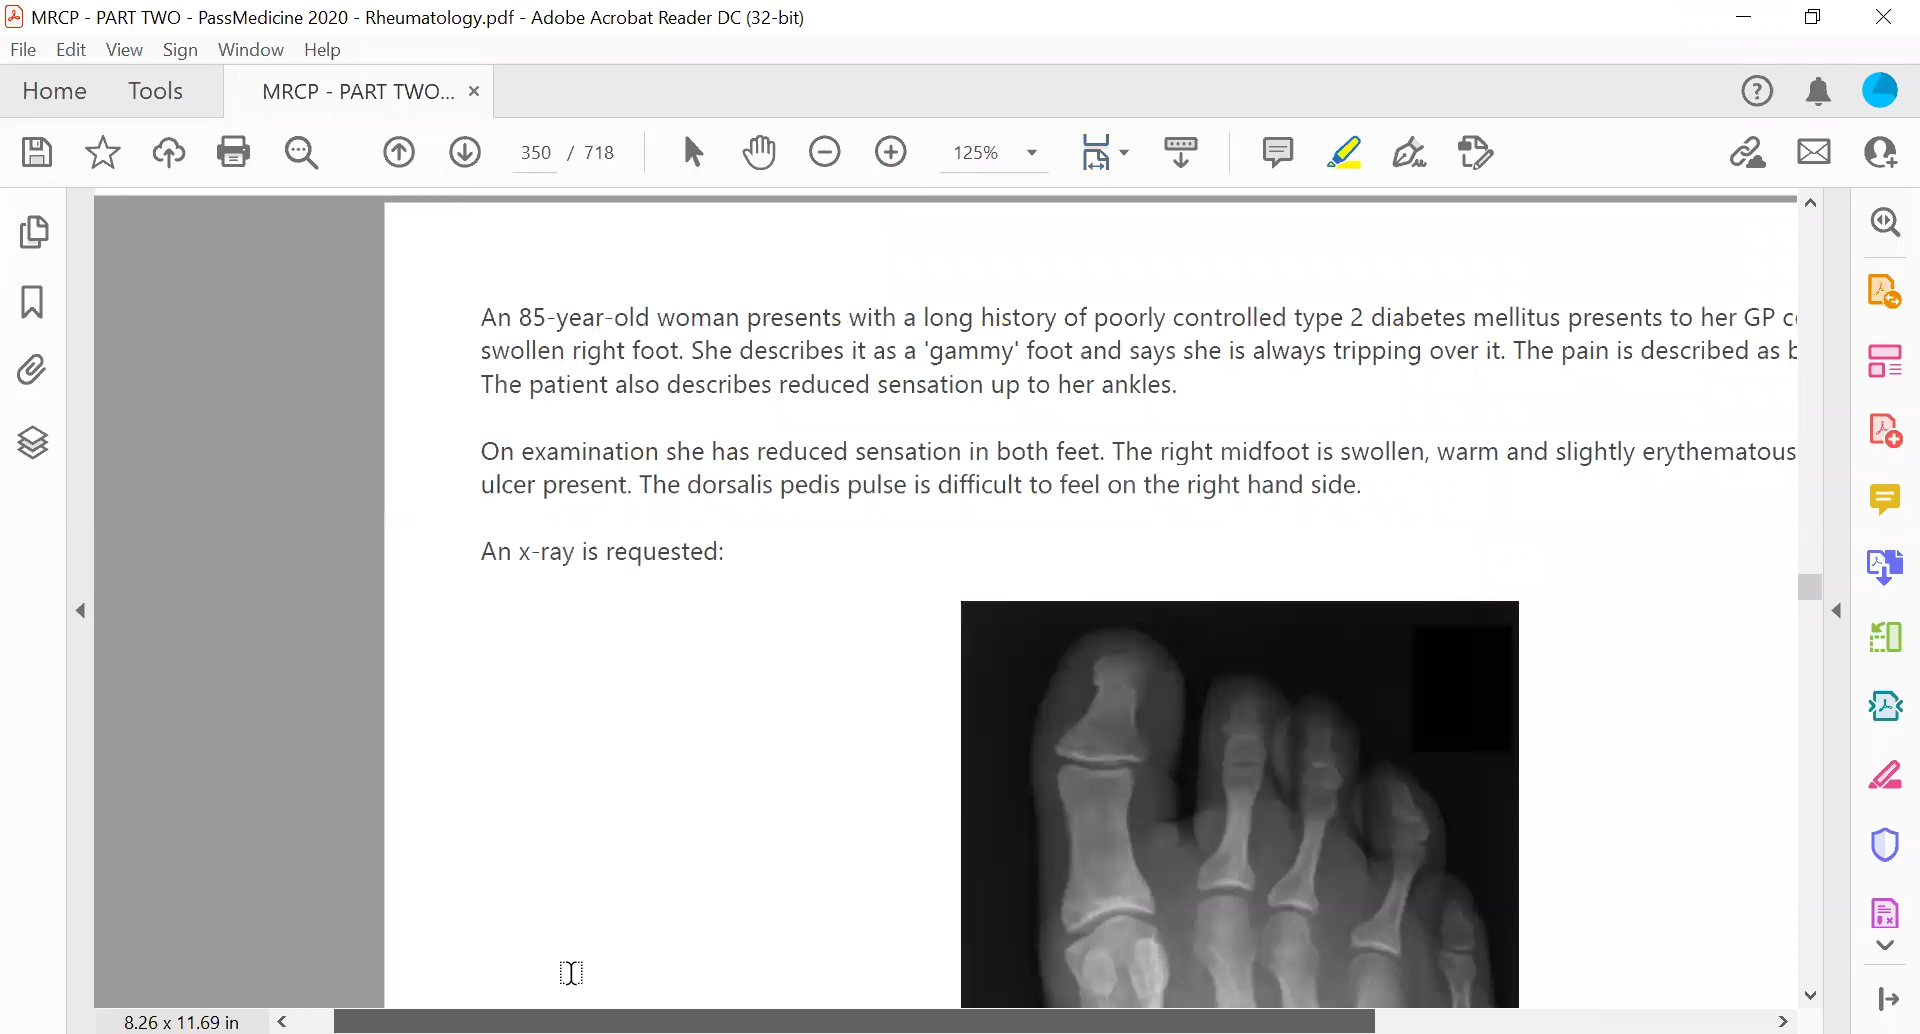 MRCP - PART TWO - PassMedicine 2020 - Rheumatology.pdf - Adobe Acrobat Reader DC (32-bit)
File Edit View Sign Window Help
Home Tools MRCP - PART TWO... ×
350 / 718 125%
An 85-year-old woman presents with a long history of poorly controlled type 2 diabetes mellitus presents to her GP
swollen right foot. She describes it as a 'gammy' foot and says she is always tripping over it. The pain is described as
The patient also describes reduced sensation up to her ankles.
On examination she has reduced sensation in both feet. The right midfoot is swollen, warm and slightly erythematous
ulcer present. The dorsalis pedis pulse is difficult to feel on the right hand side.
An x-ray is requested:
8.26 x 11.69 in